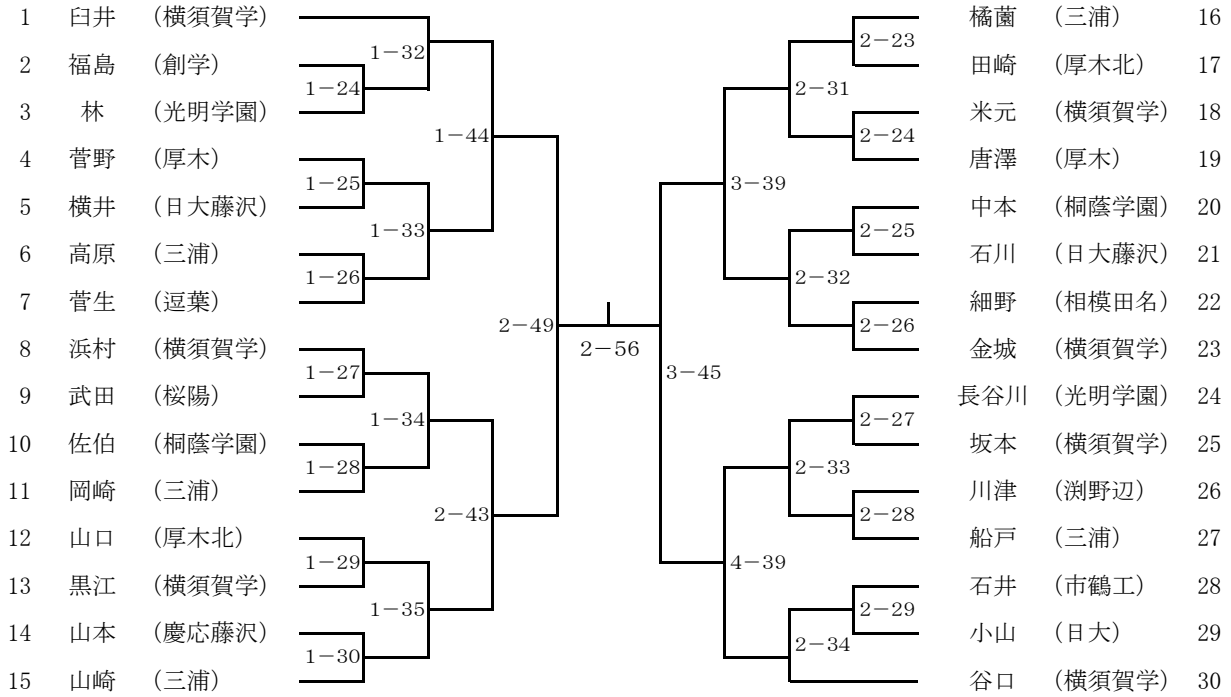 1 臼井 (横須賀学) 橘薗 (三浦) 16
1-32 2-23
2 福島 (創学) 田崎 (厚木北) 17
1-24 2-31
3 林 (光明学園) 米元 (横須賀学) 18
1-44 2-24
4 菅野 (厚木) 唐澤 (厚木) 19
1-25 3-39
5 横井 (日大藤沢) 中本 (桐蔭学園) 20
1-33 2-25
6 高原 (三浦) 石川 (日大藤沢) 21
1-26 2-32
7 菅生 (逗葉) 細野 (相模田名) 22
2-49 2-26
8 浜村 (横須賀学) 2-56 金城 (横須賀学) 23
1-27 3-45
9 武田 (桜陽) 長谷川 (光明学園) 24
1-34 2-27
10 佐伯 (桐蔭学園) 坂本 (横須賀学) 25
1-28 2-33
11 岡崎 (三浦) 川津 (渕野辺) 26
2-43 2-28
12 山口 (厚木北) 船戸 (三浦) 27
1-29 4-39
13 黒江 (横須賀学) 石井 (市鶴工) 28
1-35 2-29
14 山本 (慶応藤沢) 小山 (日大) 29
1-30 2-34
15 山崎 (三浦) 谷口 (横須賀学) 30